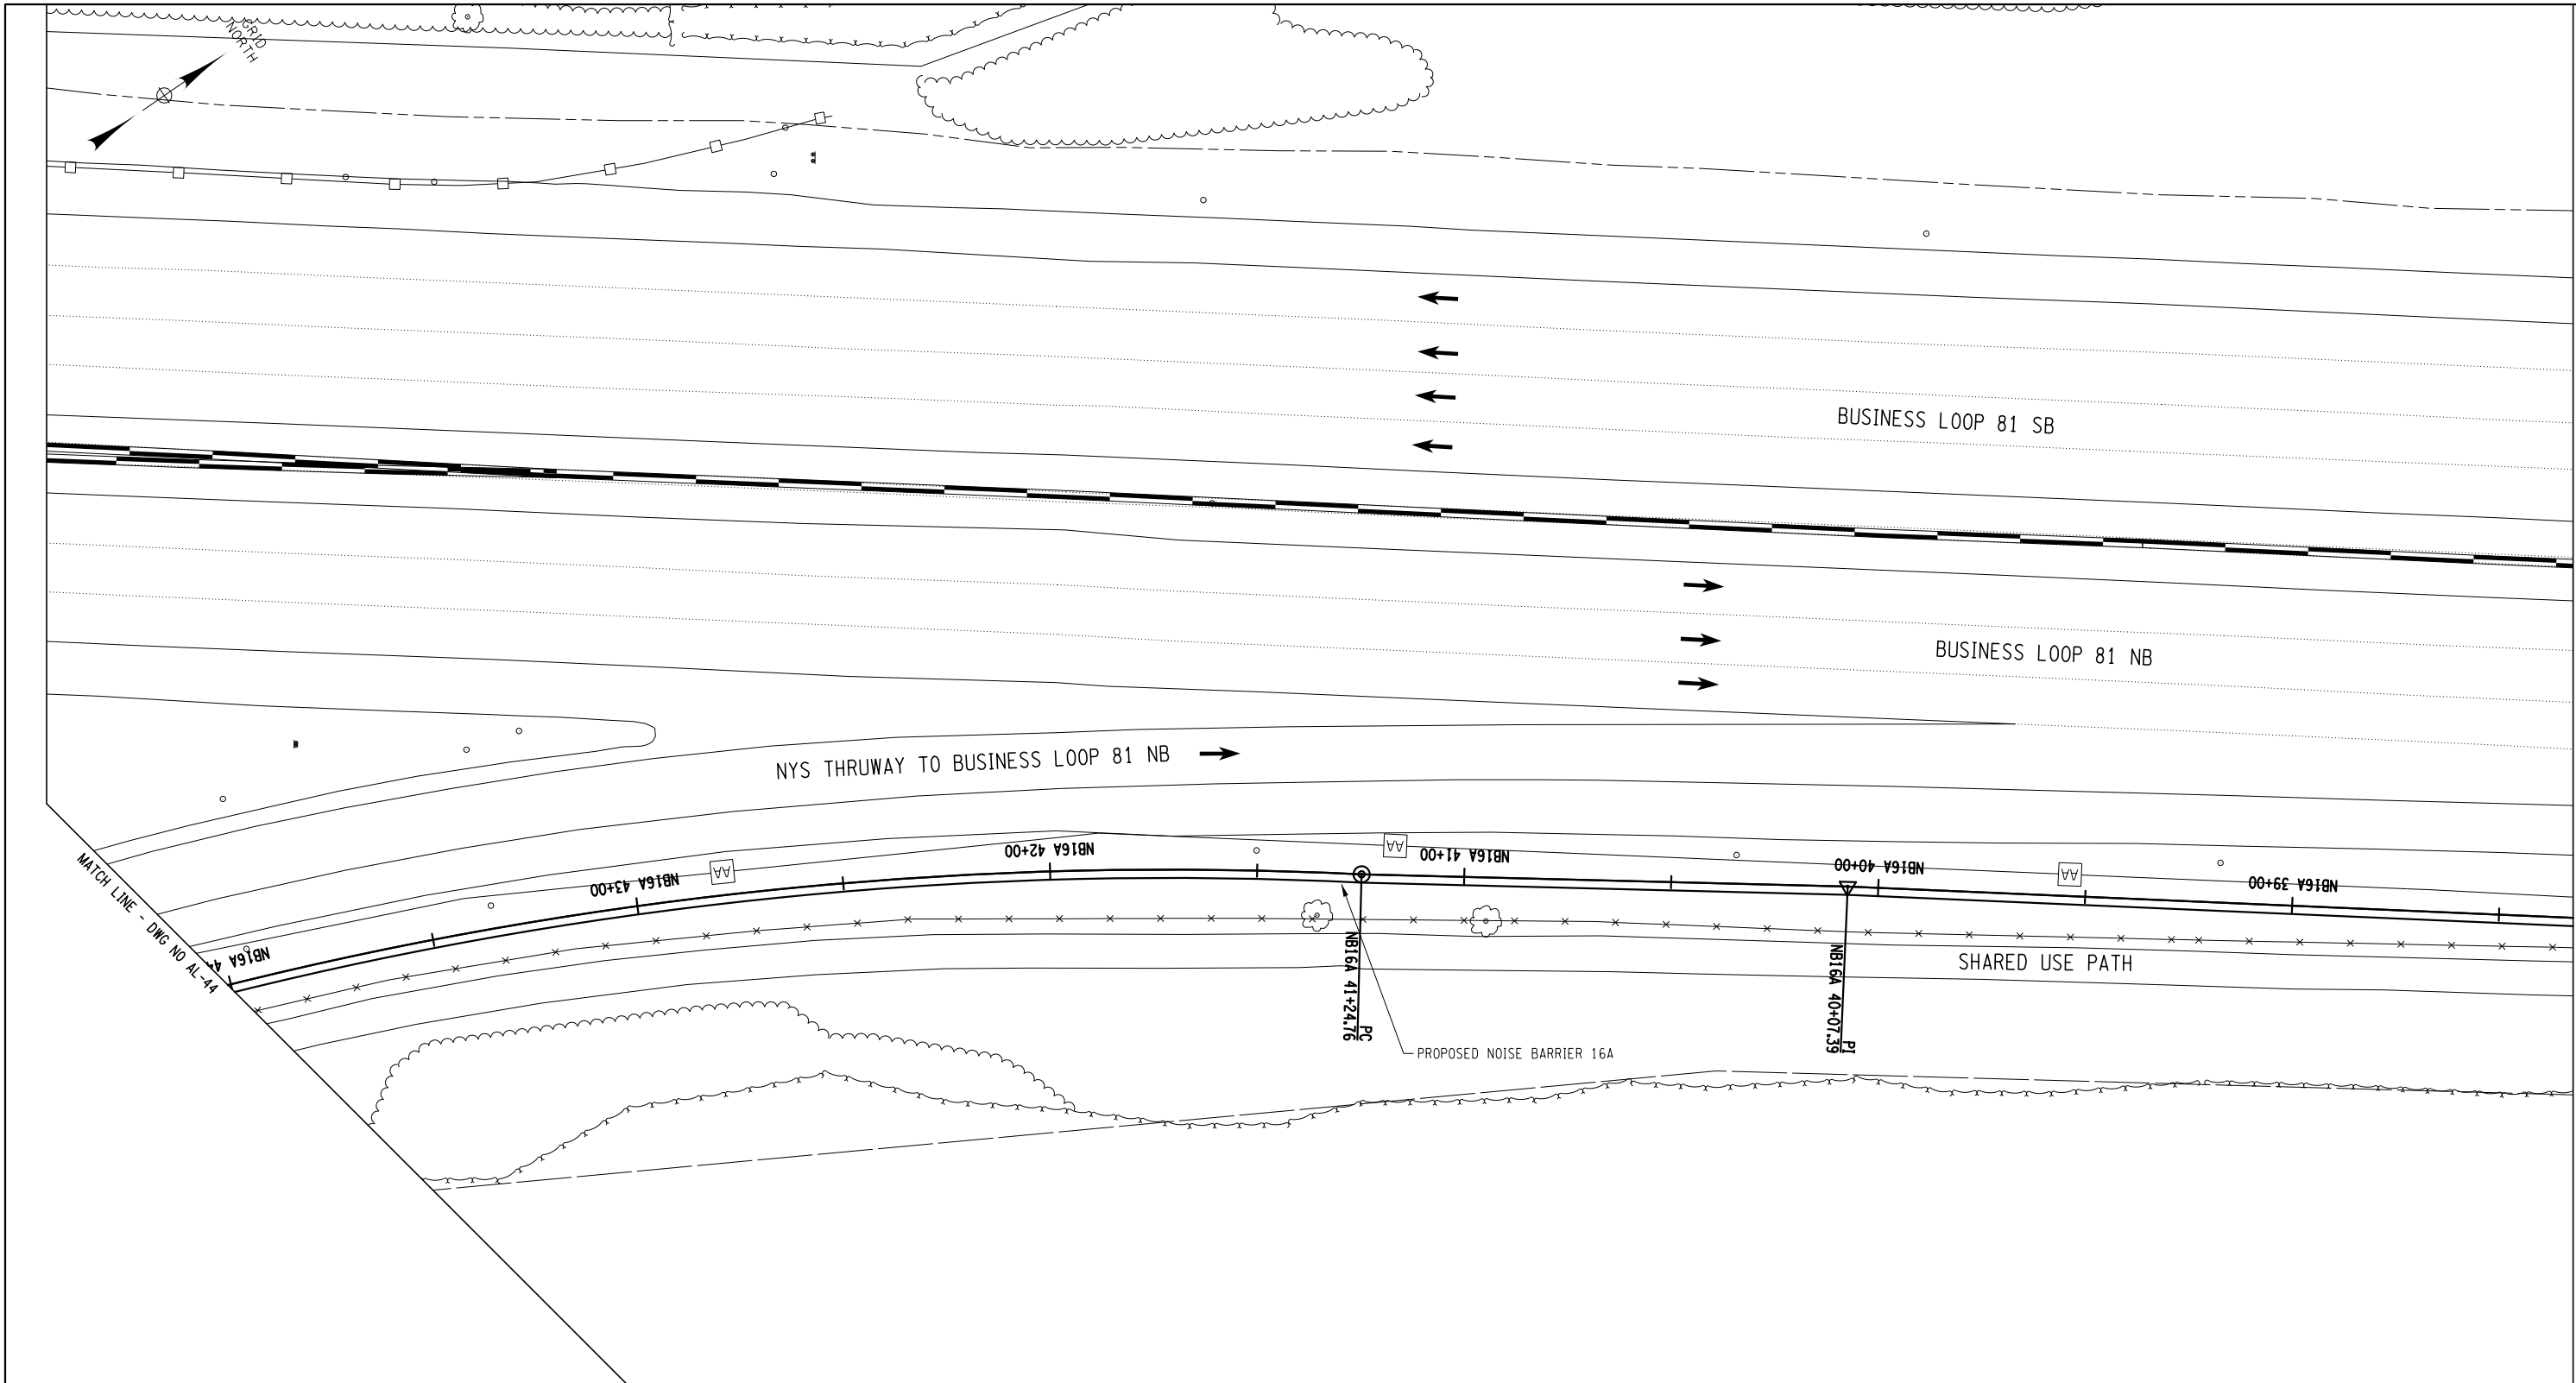 GRID
NORTH
BUSINESS LOOP 81 SB
BUSINESS LOOP 81 NB
NYS THRUWAY TO BUSINESS LOOP 81 NB
AA
AA
AA
NB16A 42+00
NB16A 41+00
NB16A 40+00
NB16A 39+00
NB16A 43+00
NB16A 44
MATCH LINE - DWG NO AL-44
SHARED USE PATH
NB16A 41+24.76
PC
NB16A 40+07.39
PI
PROPOSED NOISE BARRIER 16A